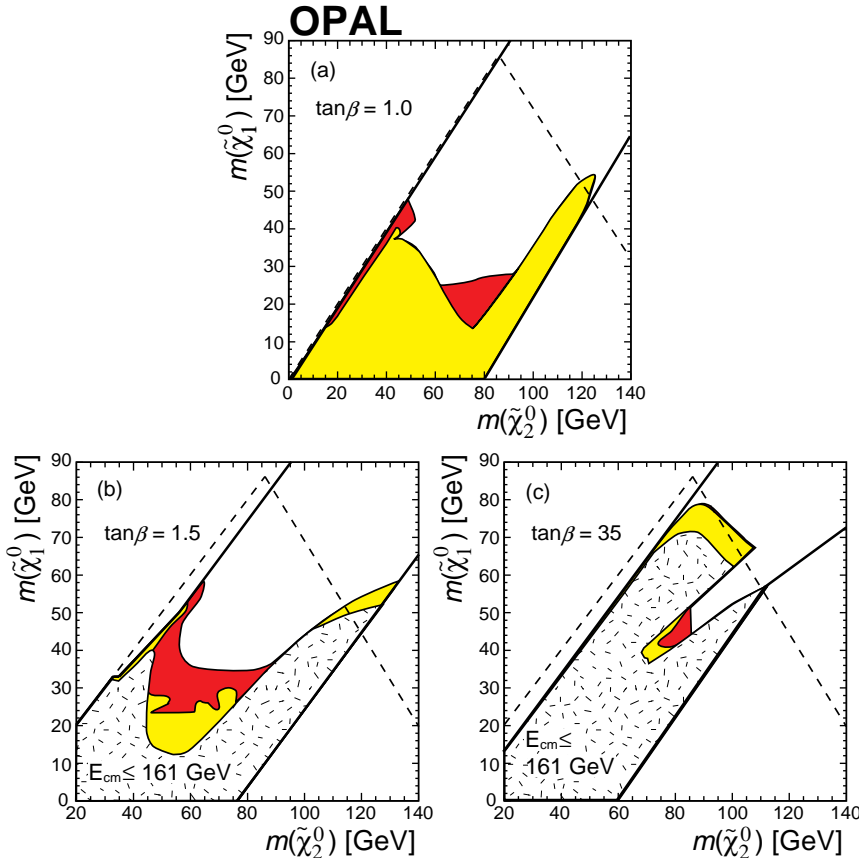 OPAL
(a)
tanβ = 1.0
m(χ̃₁⁰) [GeV]
90
80
70
60
50
40
30
20
10
0
0 20 40 60 80 100 120 140
m(χ̃₂⁰) [GeV]
(b)
tanβ = 1.5
m(χ̃₁⁰) [GeV]
90
80
70
60
50
40
30
20
10
0
E_cm ≤ 161 GeV
20 40 60 80 100 120 140
m(χ̃₂⁰) [GeV]
(c)
tanβ = 35
m(χ̃₁⁰) [GeV]
90
80
70
60
50
40
30
20
10
0
E_cm ≤
161 GeV
20 40 60 80 100 120 140
m(χ̃₂⁰) [GeV]